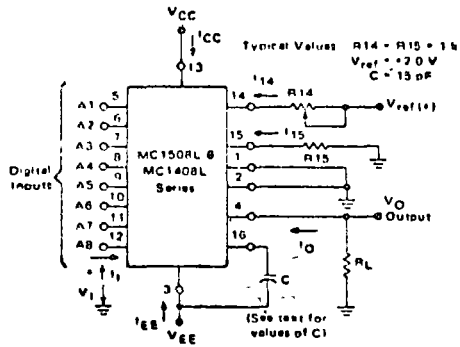 VCC
ICC
13
Typical Values R14 = R15 = 1 k
Vref = +2.0 V
C = 15 pF
A1 5
A2 6
A3 7
A4 8
A5 9
A6 10
A7 11
A8 12
Digital
Inputs
MC1508L 8
MC1408L
Series
14 I14 R14 Vref(+)
15 I15 R15
1
2
4
16
VO
Output
IO
RL
C
(See text for
values of C)
II
VI
3
IEE
VEE